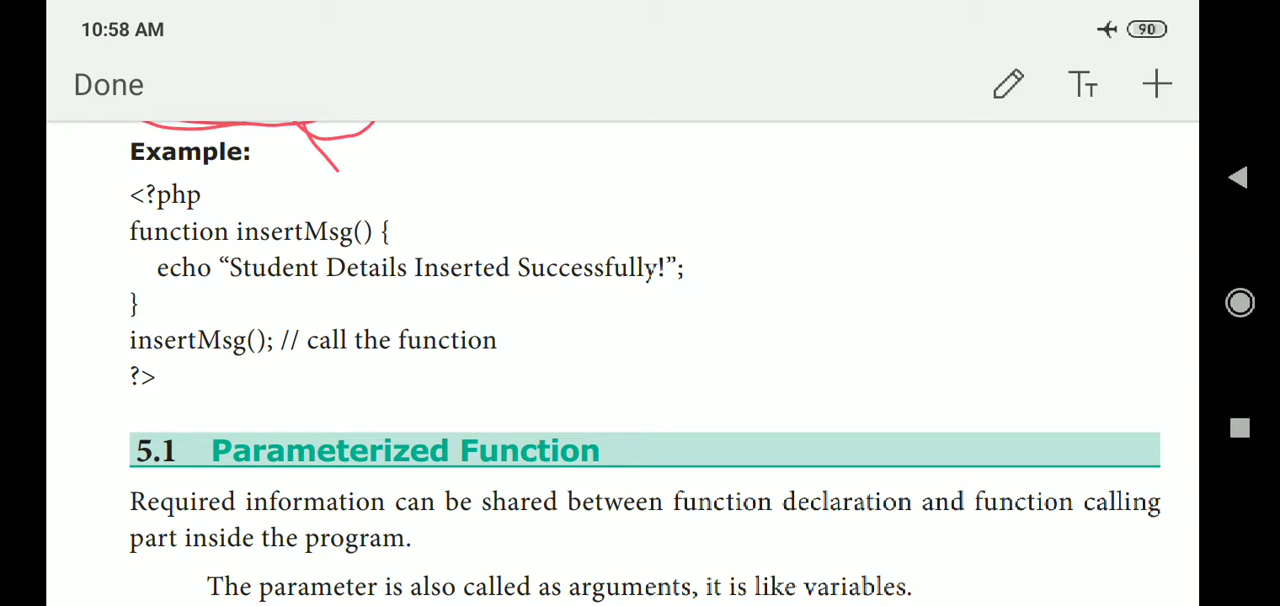 10:58 AM
90
Done
TT
Example:
<?php
function insertMsg() {
echo “Student Details Inserted Successfully!”;
}
insertMsg(); // call the function
?>
5.1 Parameterized Function
Required information can be shared between function declaration and function calling
part inside the program.
The parameter is also called as arguments, it is like variables.